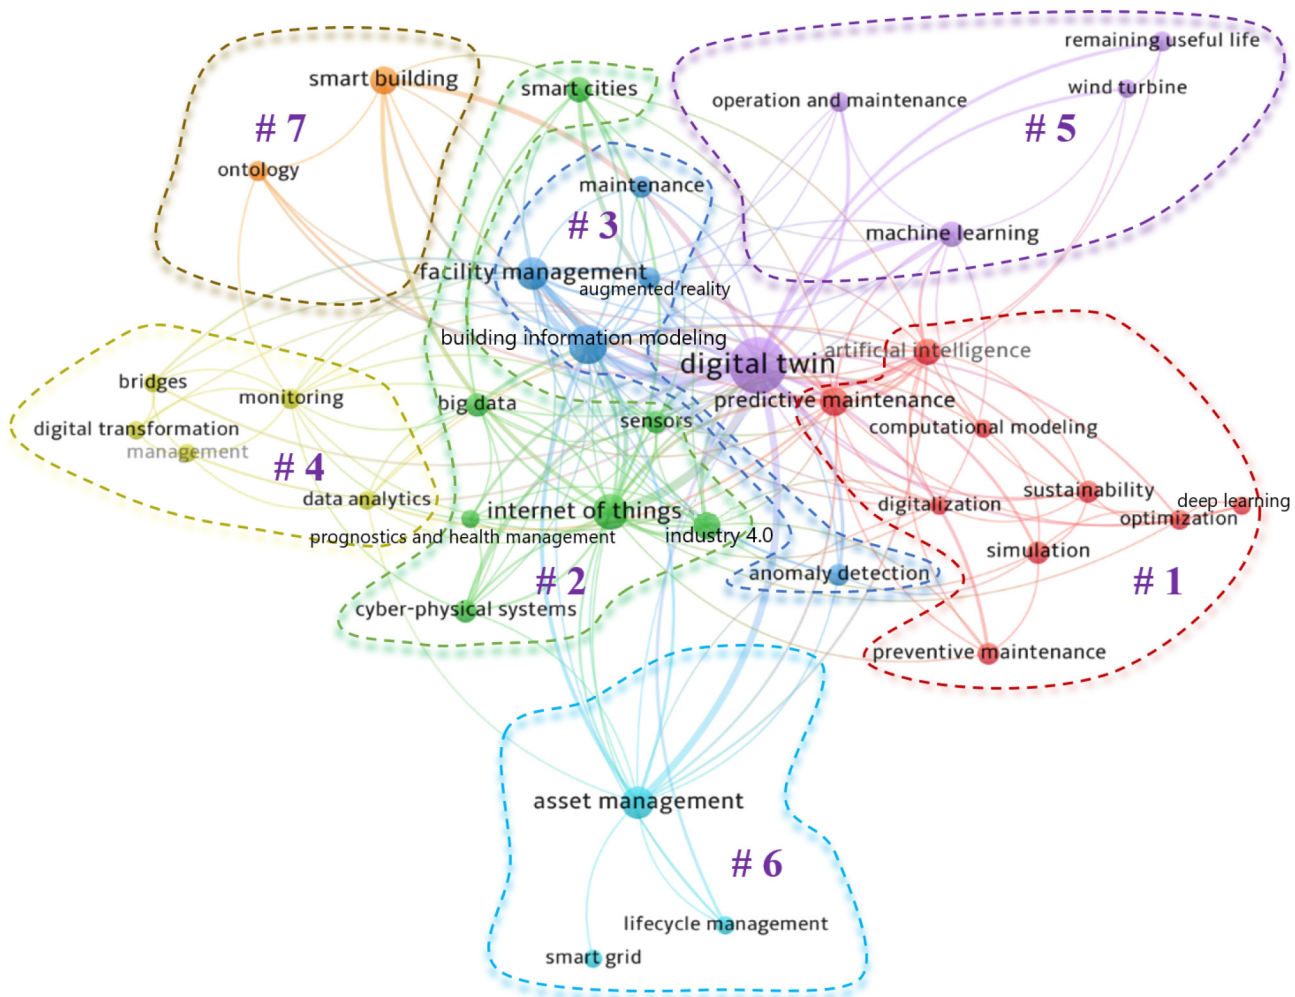 remaining useful life
smart building
smart cities
wind turbine
operation and maintenance
# 7
# 5
ontology
maintenance
# 3
machine learning
facility management
augmented reality
building information modeling
artificial intelligence
digital twin
bridges
monitoring
big data
predictive maintenance
sensors
computational modeling
digital transformation
management
# 4
data analytics
sustainability
deep learning
internet of things
digitalization
optimization
prognostics and health management
industry 4.0
simulation
# 2
anomaly detection
# 1
cyber-physical systems
preventive maintenance
asset management
# 6
lifecycle management
smart grid